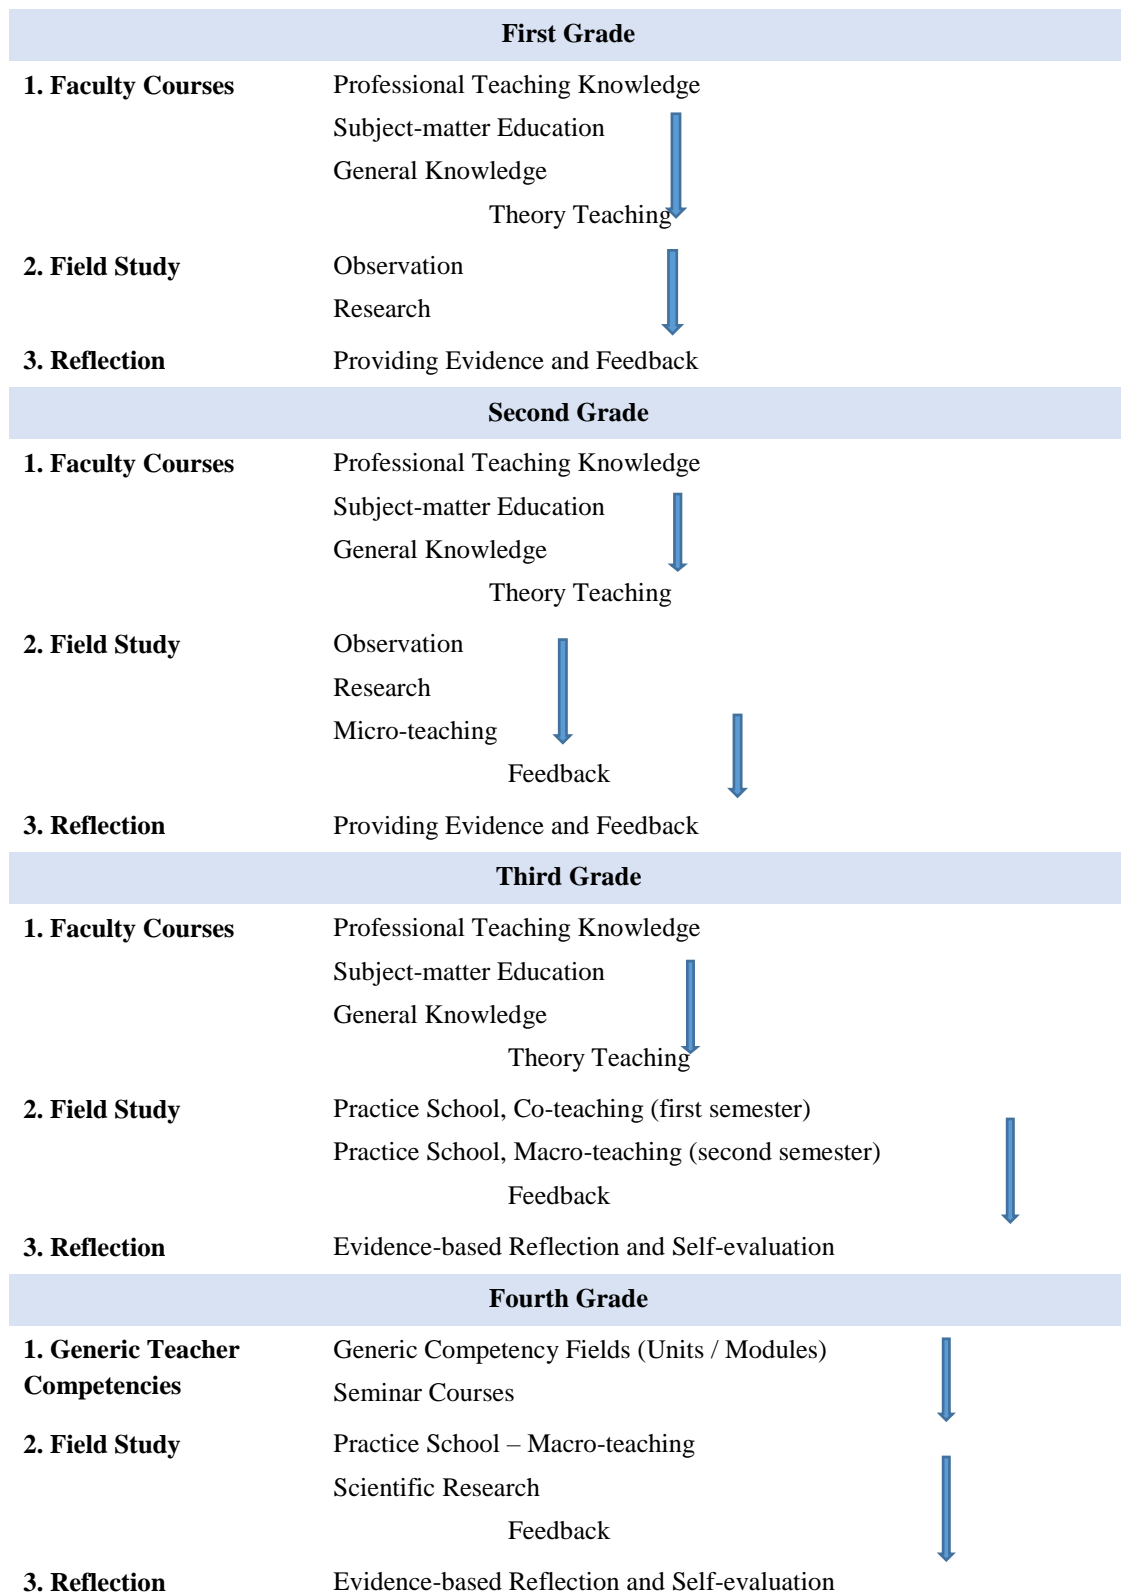 First Grade
1. Faculty Courses Professional Teaching Knowledge
Subject-matter Education
General Knowledge
Theory Teaching
2. Field Study Observation
Research
3. Reflection Providing Evidence and Feedback
Second Grade
1. Faculty Courses Professional Teaching Knowledge
Subject-matter Education
General Knowledge
Theory Teaching
2. Field Study Observation
Research
Micro-teaching
Feedback
3. Reflection Providing Evidence and Feedback
Third Grade
1. Faculty Courses Professional Teaching Knowledge
Subject-matter Education
General Knowledge
Theory Teaching
2. Field Study Practice School, Co-teaching (first semester)
Practice School, Macro-teaching (second semester)
Feedback
3. Reflection Evidence-based Reflection and Self-evaluation
Fourth Grade
1. Generic Teacher Generic Competency Fields (Units / Modules)
Competencies Seminar Courses
2. Field Study Practice School – Macro-teaching
Scientific Research
Feedback
3. Reflection Evidence-based Reflection and Self-evaluation